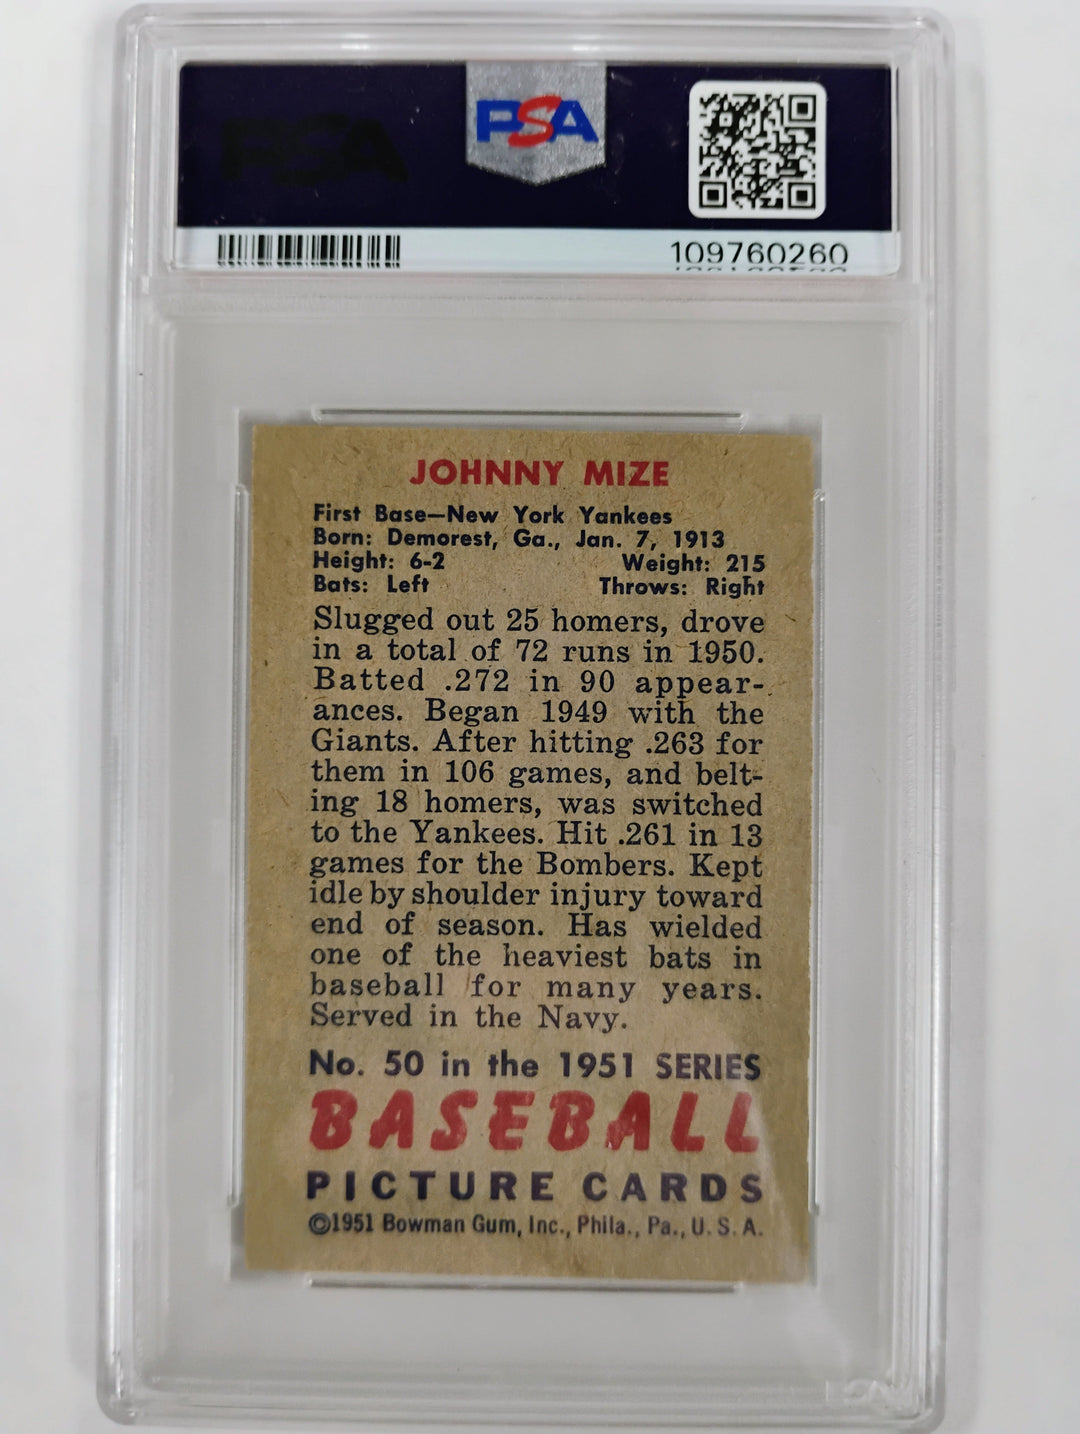 PSA
PSA
109760260
JOHNNY MIZE
First Base—New York Yankees
Born: Demorest, Ga., Jan. 7, 1913
Height: 6-2 Weight: 215
Bats: Left Throws: Right
Slugged out 25 homers, drove
in a total of 72 runs in 1950.
Batted .272 in 90 appear-
ances. Began 1949 with the
Giants. After hitting .263 for
them in 106 games, and belt-
ing 18 homers, was switched
to the Yankees. Hit .261 in 13
games for the Bombers. Kept
idle by shoulder injury toward
end of season. Has wielded
one of the heaviest bats in
baseball for many years.
Served in the Navy.
No. 50 in the 1951 SERIES
BASEBALL
PICTURE CARDS
©1951 Bowman Gum, Inc., Phila., Pa., U.S.A.